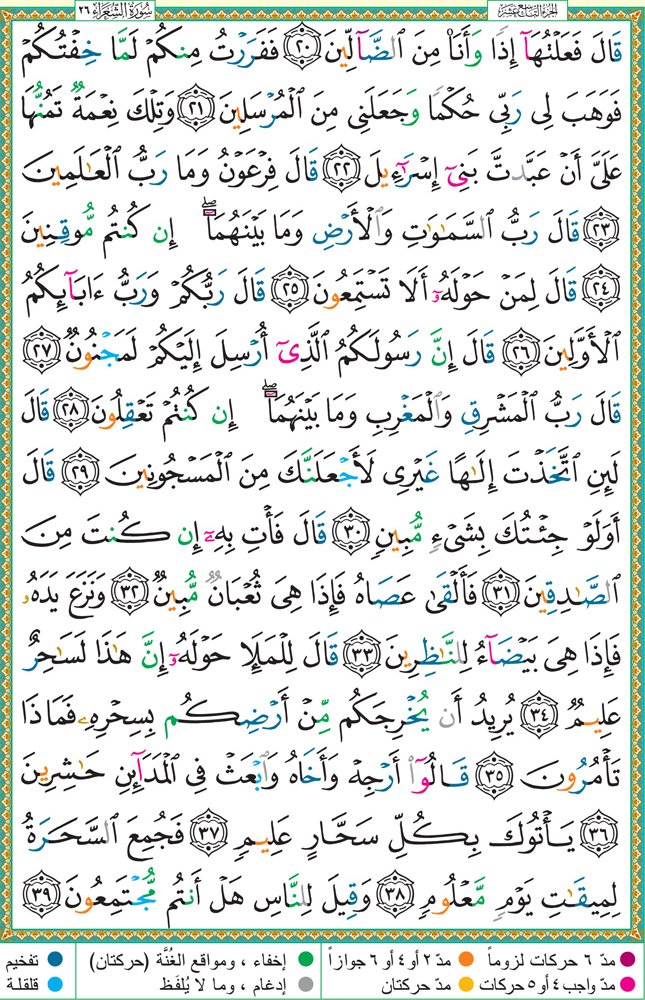 سُورَةُ الشُّعَرَاء ٢٦
الجزء التاسع عشر
قَالَ فَعَلْتُهَآ إِذًا وَأَنَا۠ مِنَ ٱلضَّآلِّينَ ۝٢٠ فَفَرَرْتُ مِنكُمْ لَمَّا خِفْتُكُمْ
فَوَهَبَ لِى رَبِّى حُكْمًا وَجَعَلَنِى مِنَ ٱلْمُرْسَلِينَ ۝٢١ وَتِلْكَ نِعْمَةٌ تَمُنُّهَا
عَلَىَّ أَنْ عَبَّدتَّ بَنِىٓ إِسْرَٰٓءِيلَ ۝٢٢ قَالَ فِرْعَوْنُ وَمَا رَبُّ ٱلْعَٰلَمِينَ
۝٢٣ قَالَ رَبُّ ٱلسَّمَٰوَٰتِ وَٱلْأَرْضِ وَمَا بَيْنَهُمَآ ۖ إِن كُنتُم مُّوقِنِينَ
۝٢٤ قَالَ لِمَنْ حَوْلَهُۥٓ أَلَا تَسْتَمِعُونَ ۝٢٥ قَالَ رَبُّكُمْ وَرَبُّ ءَابَآئِكُمُ
ٱلْأَوَّلِينَ ۝٢٦ قَالَ إِنَّ رَسُولَكُمُ ٱلَّذِىٓ أُرْسِلَ إِلَيْكُمْ لَمَجْنُونٌ ۝٢٧
قَالَ رَبُّ ٱلْمَشْرِقِ وَٱلْمَغْرِبِ وَمَا بَيْنَهُمَآ ۖ إِن كُنتُمْ تَعْقِلُونَ ۝٢٨ قَالَ
لَئِنِ ٱتَّخَذْتَ إِلَٰهًا غَيْرِى لَأَجْعَلَنَّكَ مِنَ ٱلْمَسْجُونِينَ ۝٢٩ قَالَ
أَوَلَوْ جِئْتُكَ بِشَىْءٍ مُّبِينٍ ۝٣٠ قَالَ فَأْتِ بِهِۦٓ إِن كُنتَ مِنَ
ٱلصَّٰدِقِينَ ۝٣١ فَأَلْقَىٰ عَصَاهُ فَإِذَا هِىَ ثُعْبَانٌ مُّبِينٌ ۝٣٢ وَنَزَعَ يَدَهُۥ
فَإِذَا هِىَ بَيْضَآءُ لِلنَّٰظِرِينَ ۝٣٣ قَالَ لِلْمَلَإِ حَوْلَهُۥٓ إِنَّ هَٰذَا لَسَٰحِرٌ
عَلِيمٌ ۝٣٤ يُرِيدُ أَن يُخْرِجَكُم مِّنْ أَرْضِكُم بِسِحْرِهِۦ فَمَاذَا
تَأْمُرُونَ ۝٣٥ قَالُوٓا۟ أَرْجِهْ وَأَخَاهُ وَٱبْعَثْ فِى ٱلْمَدَآئِنِ حَٰشِرِينَ
۝٣٦ يَأْتُوكَ بِكُلِّ سَحَّارٍ عَلِيمٍ ۝٣٧ فَجُمِعَ ٱلسَّحَرَةُ
لِمِيقَٰتِ يَوْمٍ مَّعْلُومٍ ۝٣٨ وَقِيلَ لِلنَّاسِ هَلْ أَنتُم مُّجْتَمِعُونَ ۝٣٩
مدّ ٦ حركات لزوماً مدّ ٢ أو ٤ أو ٦ جوازاً إخفاء ، ومواقع الغُنَّة (حركتان) تفخيم
مدّ واجب ٤ أو ٥ حركات مدّ حركتان إدغام ، وما لا يُلفَظ قلقلة